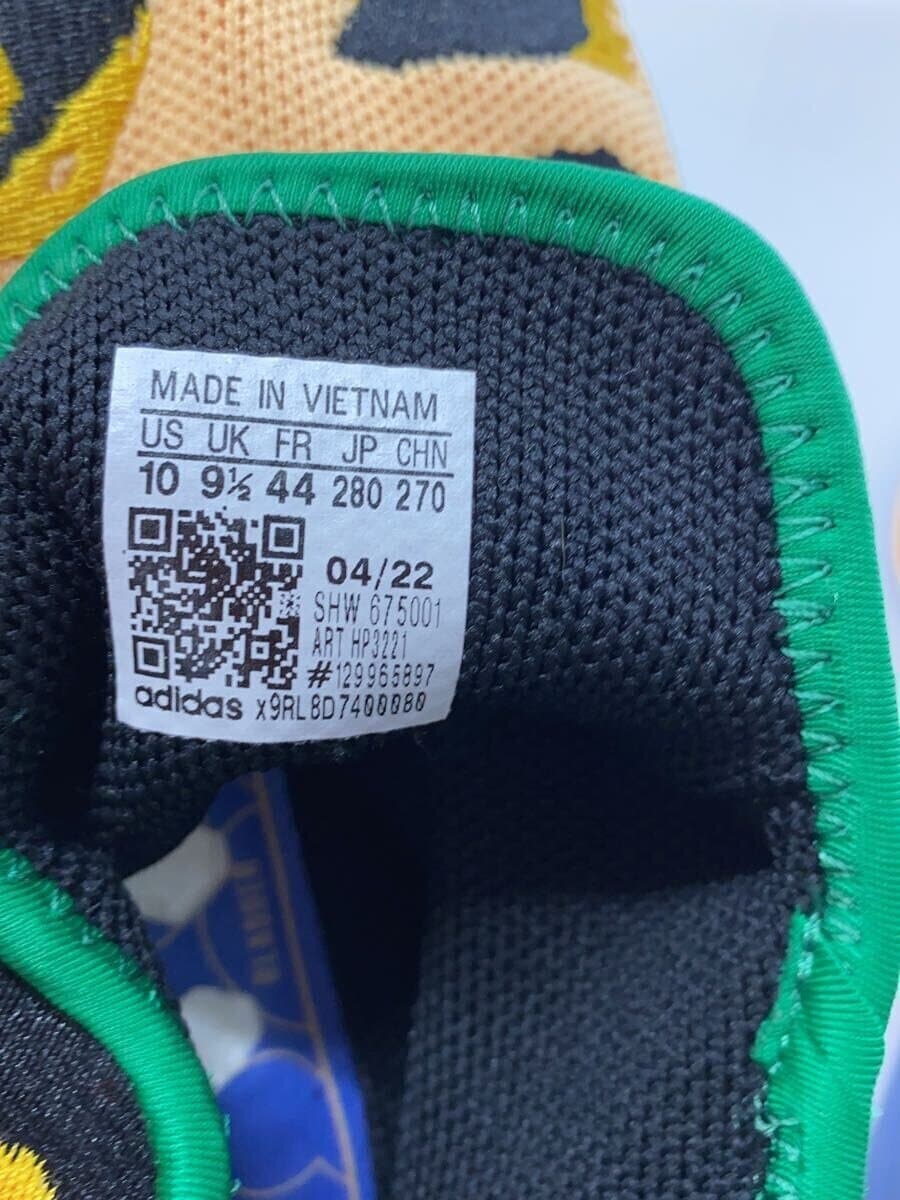 MADE IN VIETNAM
US UK FR JP CHN
10 9½ 44 280 270
04/22
SHW 675001
ART HP3221
#129965897
adidas X9RL8D7400080